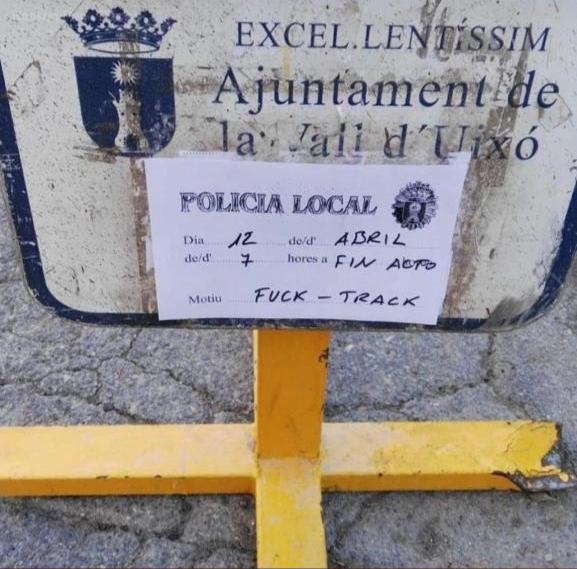 EXCEL.LENTÍSSIM
Ajuntament de
la Vall d´Uixó
POLICIA LOCAL
Dia 12 de/d' ABRIL
de/d' 7 hores a FIN ACTO
Motiu FUCK - TRACK